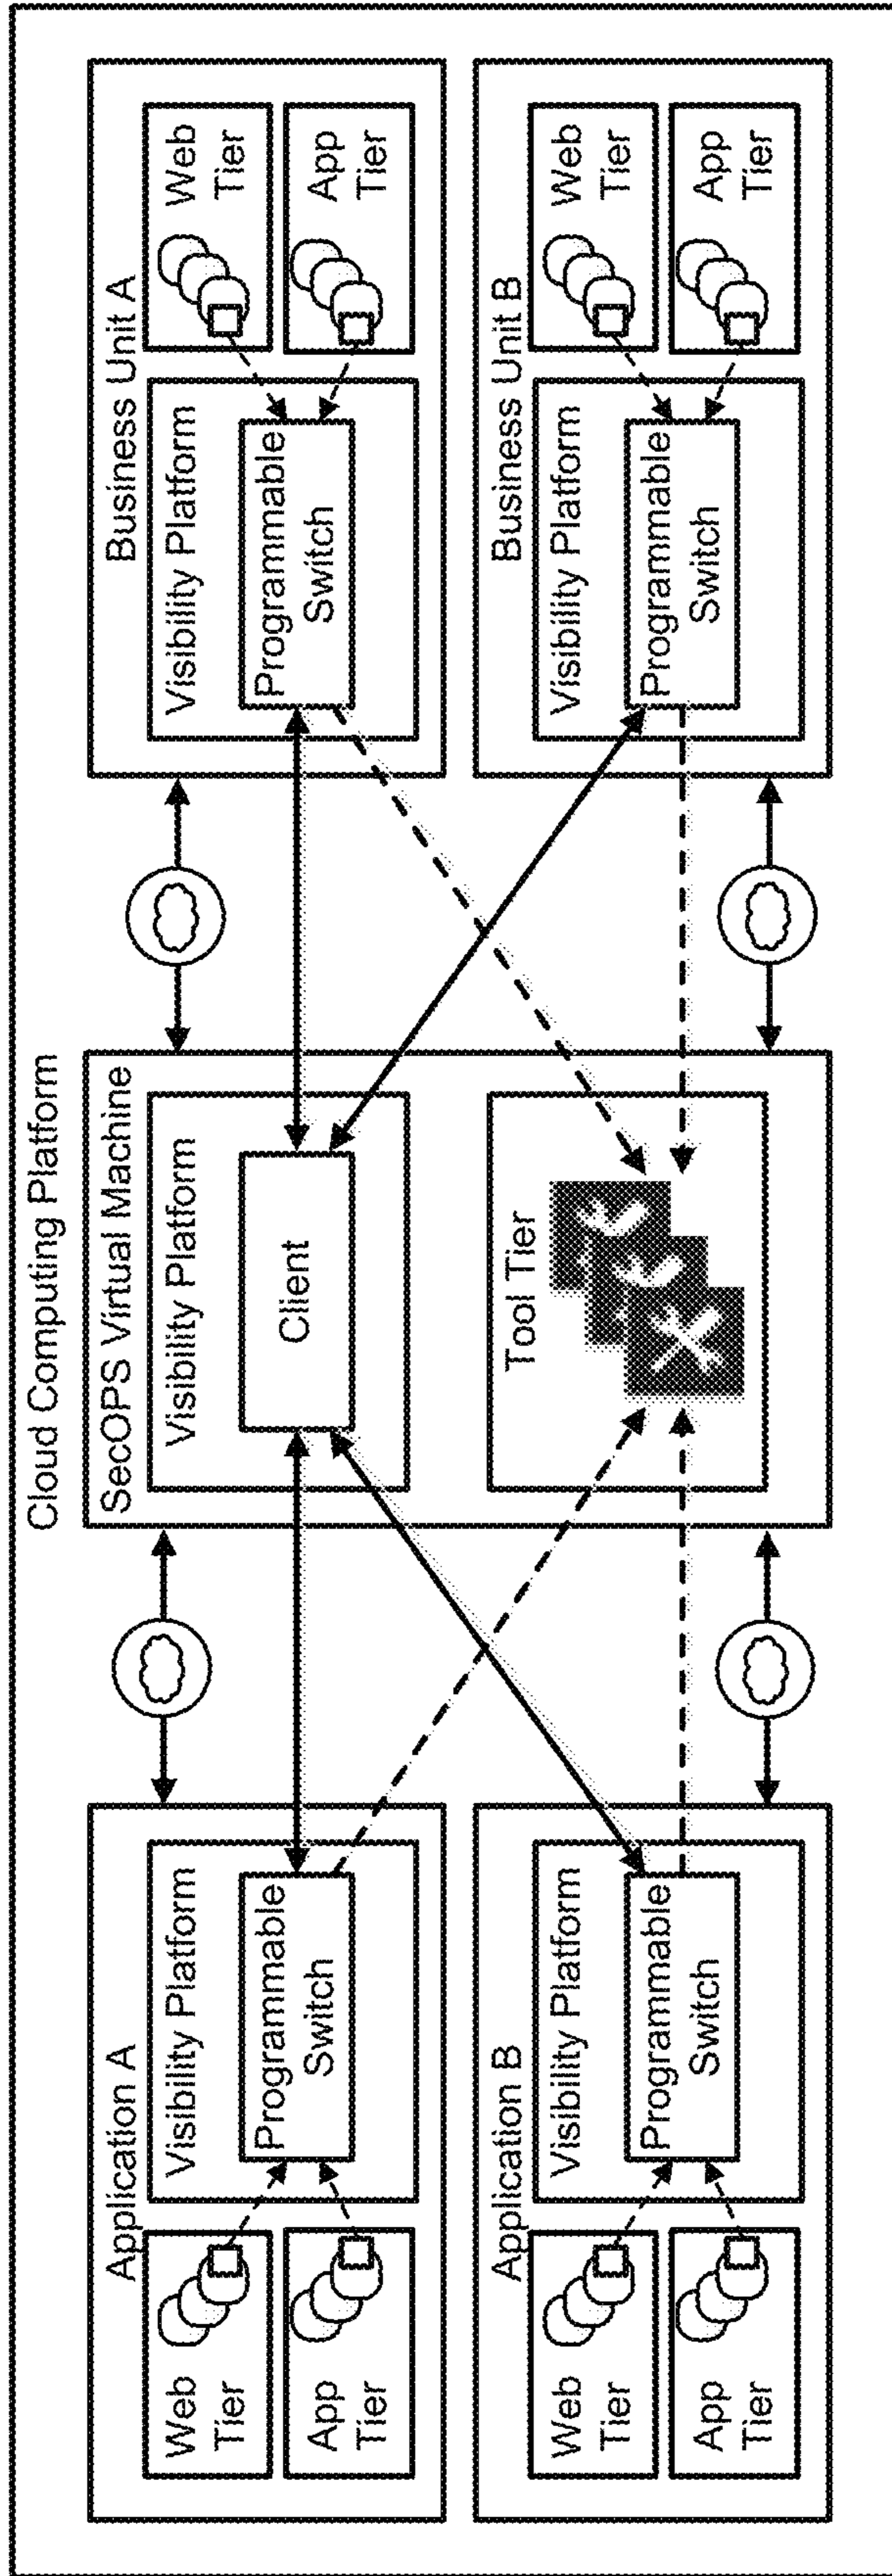 Cloud Computing Platform
Application A
Web
Tier
App
Tier
Visibility Platform
Programmable
Switch
Application B
Web
Tier
App
Tier
Visibility Platform
Programmable
Switch
SecOPS Virtual Machine
Visibility Platform
Client
Tool Tier
Business Unit A
Visibility Platform
Programmable
Switch
Web
Tier
App
Tier
Business Unit B
Visibility Platform
Programmable
Switch
Web
Tier
App
Tier